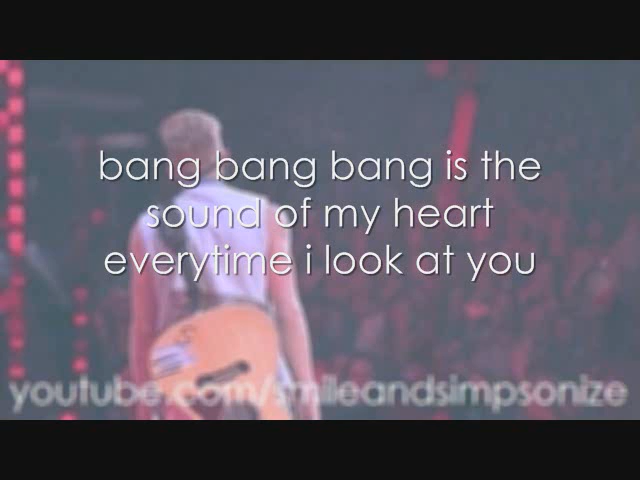 bang bang bang is the
sound of my heart
everytime i look at you
youtube.com/smileandsimpsonize